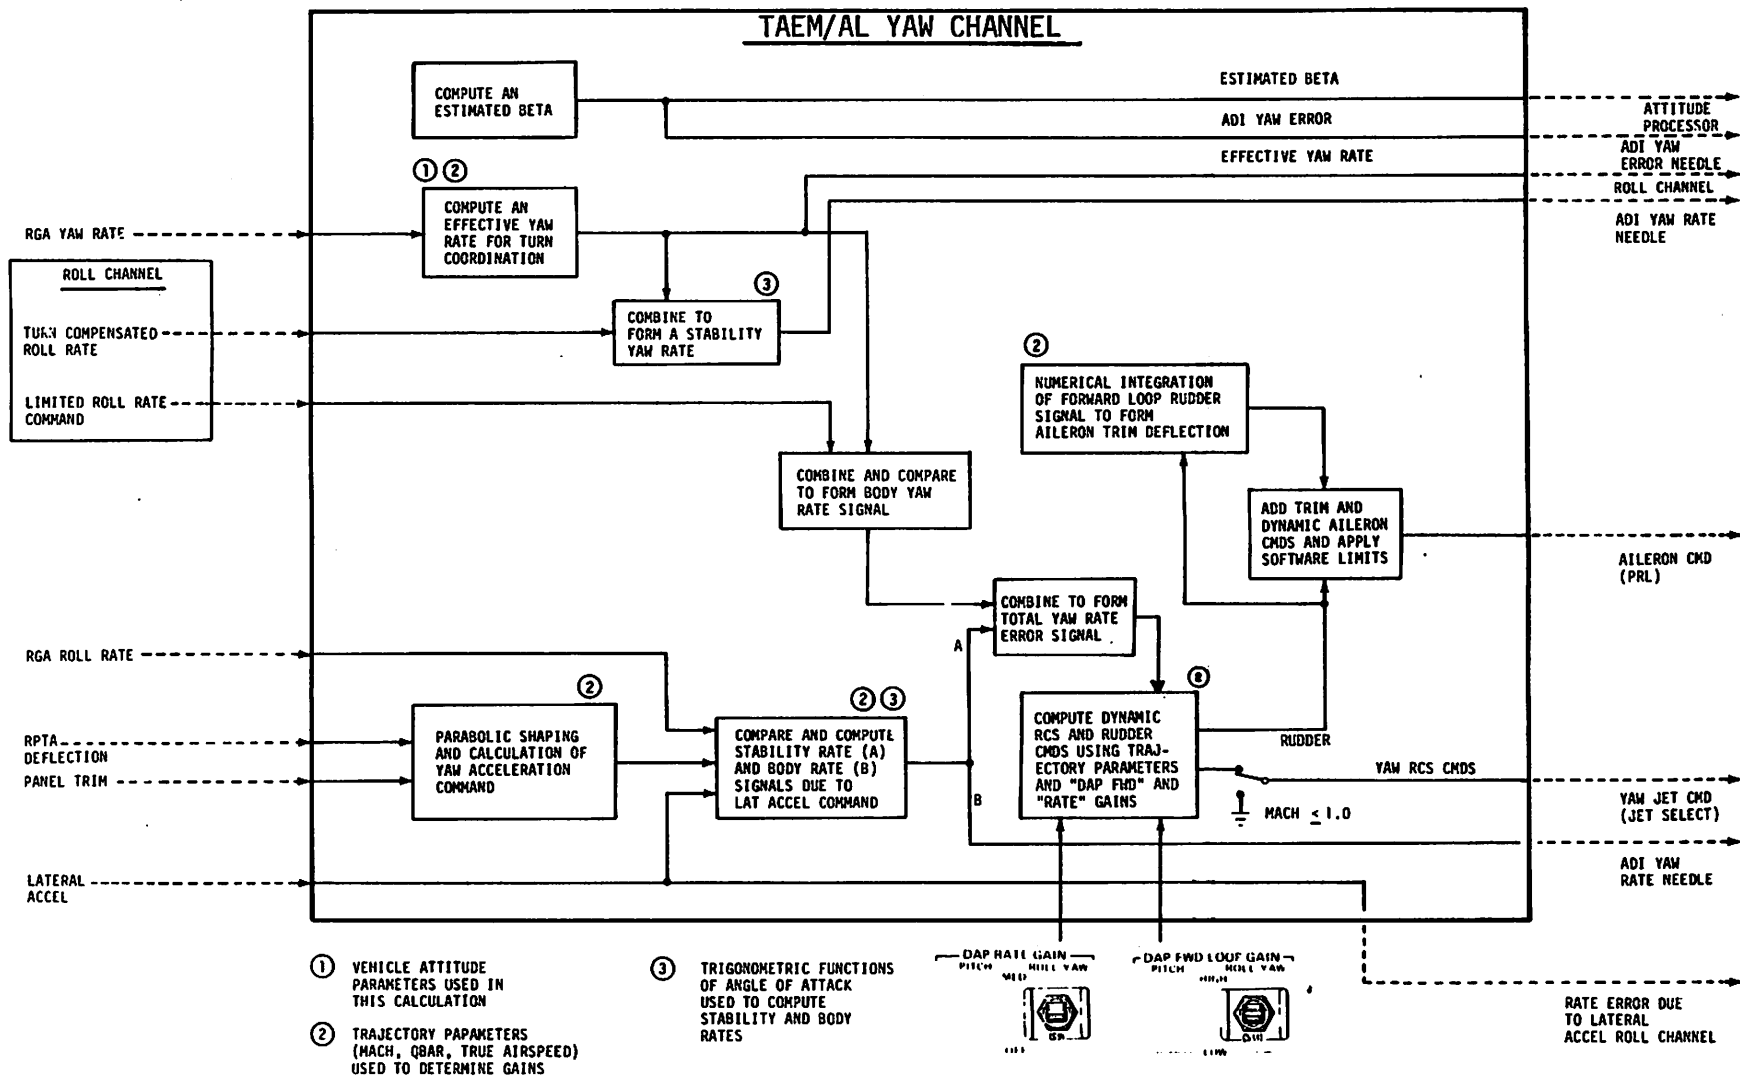 TAEM/AL YAW CHANNEL
COMPUTE AN
ESTIMATED BETA
ESTIMATED BETA
ADI YAW ERROR
EFFECTIVE YAW RATE
ATTITUDE
PROCESSOR
ADI YAW
ERROR NEEDLE
ROLL CHANNEL
ADI YAW RATE
NEEDLE
1 2
COMPUTE AN
EFFECTIVE YAW
RATE FOR TURN
COORDINATION
RGA YAW RATE
ROLL CHANNEL
TURN COMPENSATED
ROLL RATE
LIMITED ROLL RATE
COMMAND
3
COMBINE TO
FORM A STABILITY
YAW RATE
2
NUMERICAL INTEGRATION
OF FORWARD LOOP RUDDER
SIGNAL TO FORM
AILERON TRIM DEFLECTION
COMBINE AND COMPARE
TO FORM BODY YAW
RATE SIGNAL
ADD TRIM AND
DYNAMIC AILERON
CMDS AND APPLY
SOFTWARE LIMITS
AILERON CMD
(PRL)
COMBINE TO FORM
TOTAL YAW RATE
ERROR SIGNAL
A
RGA ROLL RATE
2
PARABOLIC SHAPING
AND CALCULATION OF
YAW ACCELERATION
COMMAND
RPTA
DEFLECTION
PANEL TRIM
2 3
COMPARE AND COMPUTE
STABILITY RATE (A)
AND BODY RATE (B)
SIGNALS DUE TO
LAT ACCEL COMMAND
B
2
COMPUTE DYNAMIC
RCS AND RUDDER
CMDS USING TRAJ-
ECTORY PARAMETERS
AND "DAP FWD" AND
"RATE" GAINS
RUDDER
YAW RCS CMDS
MACH ≤ 1.0
YAW JET CMD
(JET SELECT)
ADI YAW
RATE NEEDLE
LATERAL
ACCEL
1 VEHICLE ATTITUDE
PARAMETERS USED IN
THIS CALCULATION
2 TRAJECTORY PAPAMETERS
(MACH, QBAR, TRUE AIRSPEED)
USED TO DETERMINE GAINS
3 TRIGONOMETRIC FUNCTIONS
OF ANGLE OF ATTACK
USED TO COMPUTE
STABILITY AND BODY
RATES
DAP RATE GAIN
PITCH ROLL YAW
MED
DAP FWD LOOP GAIN
PITCH ROLL YAW
HIGH
LOW
RATE ERROR DUE
TO LATERAL
ACCEL ROLL CHANNEL